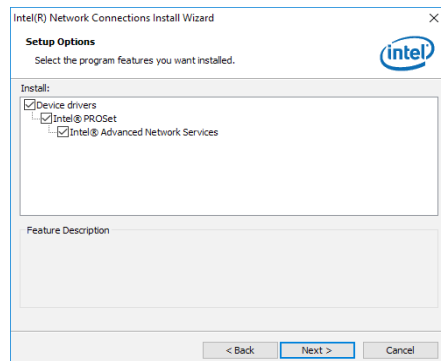 Intel(R) Network Connections Install Wizard
Setup Options
Select the program features you want installed.
intel
Install:
Device drivers
Intel® PROSet
Intel® Advanced Network Services
Feature Description
< Back
Next >
Cancel